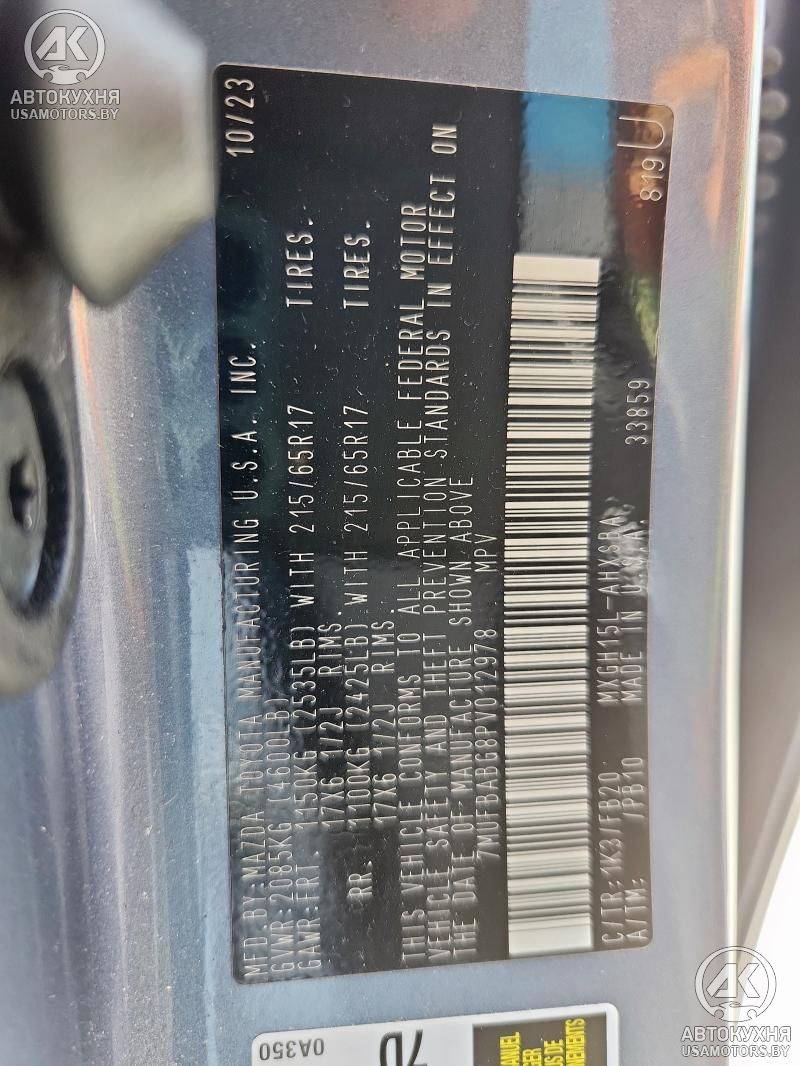 AK
АВТОКУХНЯ
USAMOTORS.BY
MFD.BY:MAZDA TOYOTA MANUFACTURING U.S.A. INC. 10/23
GVWR:2085KG (4600LB)
GAWR:FRT. 1150KG (2535LB) WITH 215/65R17 TIRES.
17X6 1/2J RIMS.
RR. 1100KG (2425LB) WITH 215/65R17 TIRES.
17X6 1/2J RIMS
THIS VEHICLE CONFORMS TO ALL APPLICABLE FEDERAL MOTOR
VEHICLE SAFETY AND THEFT PREVENTION STANDARDS IN EFFECT ON
THE DATE OF MANUFACTURE SHOWN ABOVE
7MUFBABG8PV012978 MPV
C/TR:1K3/FB20 MXGH15L-AHXSBA 33859 819 U
A/TM: /PB10 MADE IN U.S.A.
7D
0A350
AK
АВТОКУХНЯ
USAMOTORS.BY